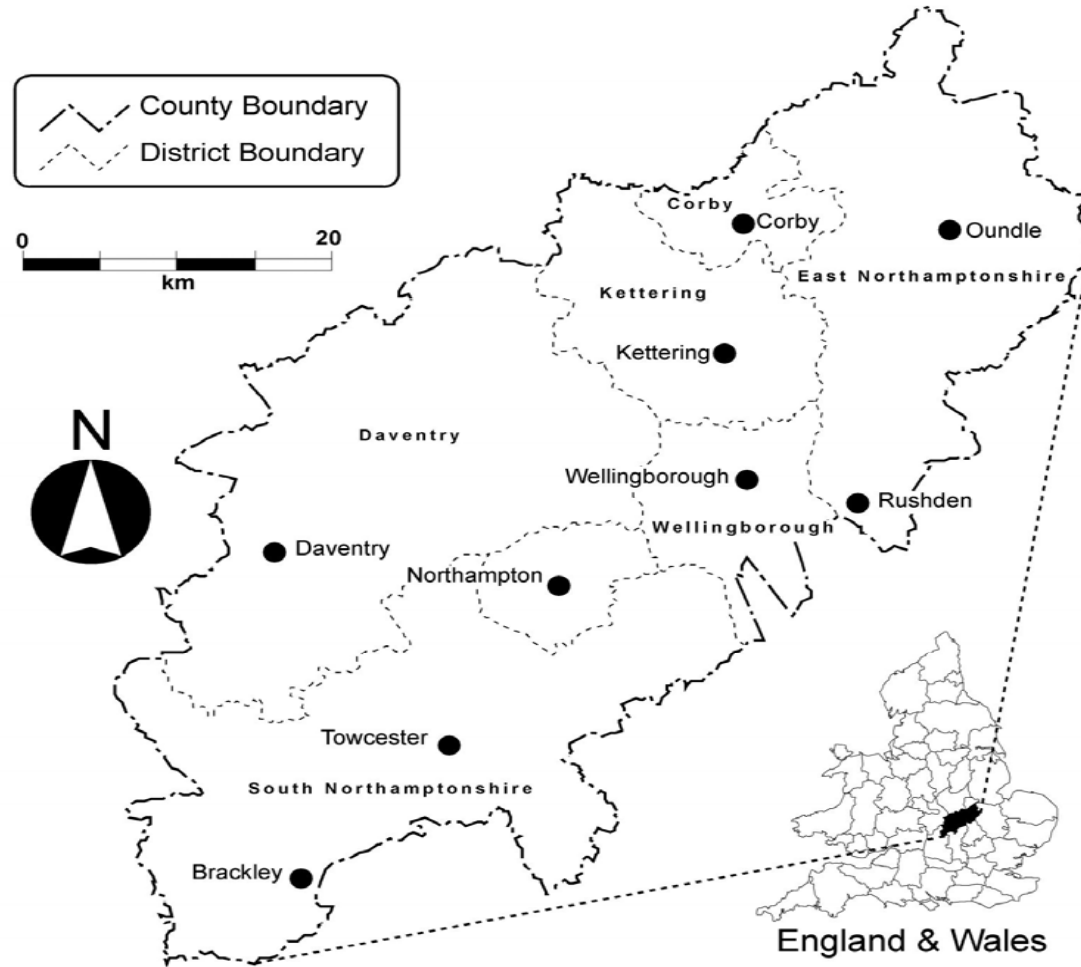 County Boundary
District Boundary
0 20
km
N
Corby
Corby
Oundle
East Northamptonshire
Kettering
Kettering
Daventry
Wellingborough
Rushden
Wellingborough
Daventry
Northampton
Towcester
South Northamptonshire
Brackley
England & Wales